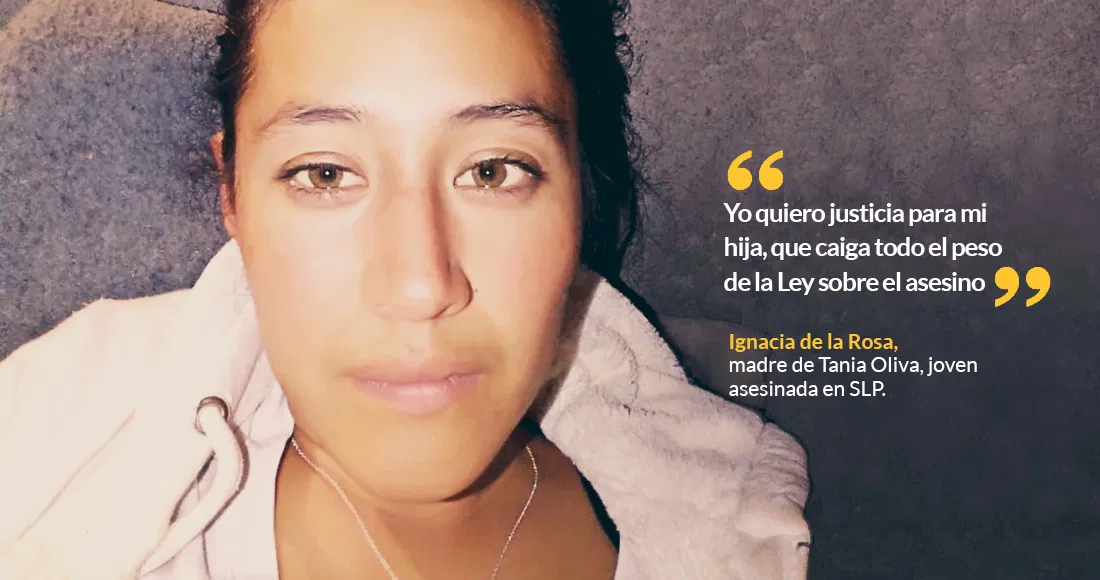 “
Yo quiero justicia para mi
hija, que caiga todo el peso
de la Ley sobre el asesino ”
Ignacia de la Rosa,
madre de Tania Oliva, joven
asesinada en SLP.